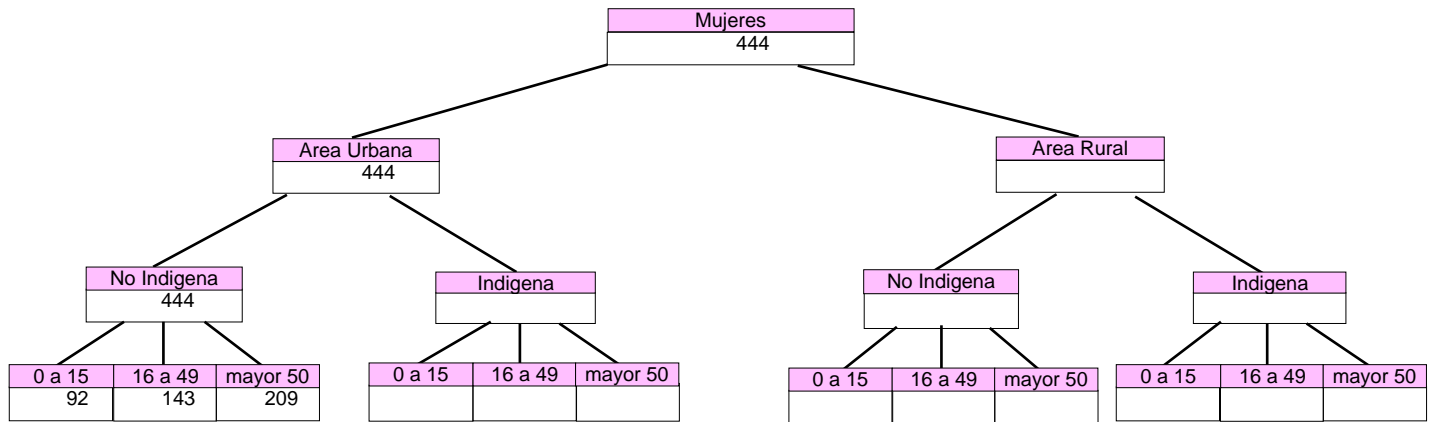 Mujeres
444
Area Urbana
444
Area Rural
No Indigena
444
Indigena
No Indigena
Indigena
0 a 15 16 a 49 mayor 50
92 143 209
0 a 15 16 a 49 mayor 50
0 a 15 16 a 49 mayor 50
0 a 15 16 a 49 mayor 50